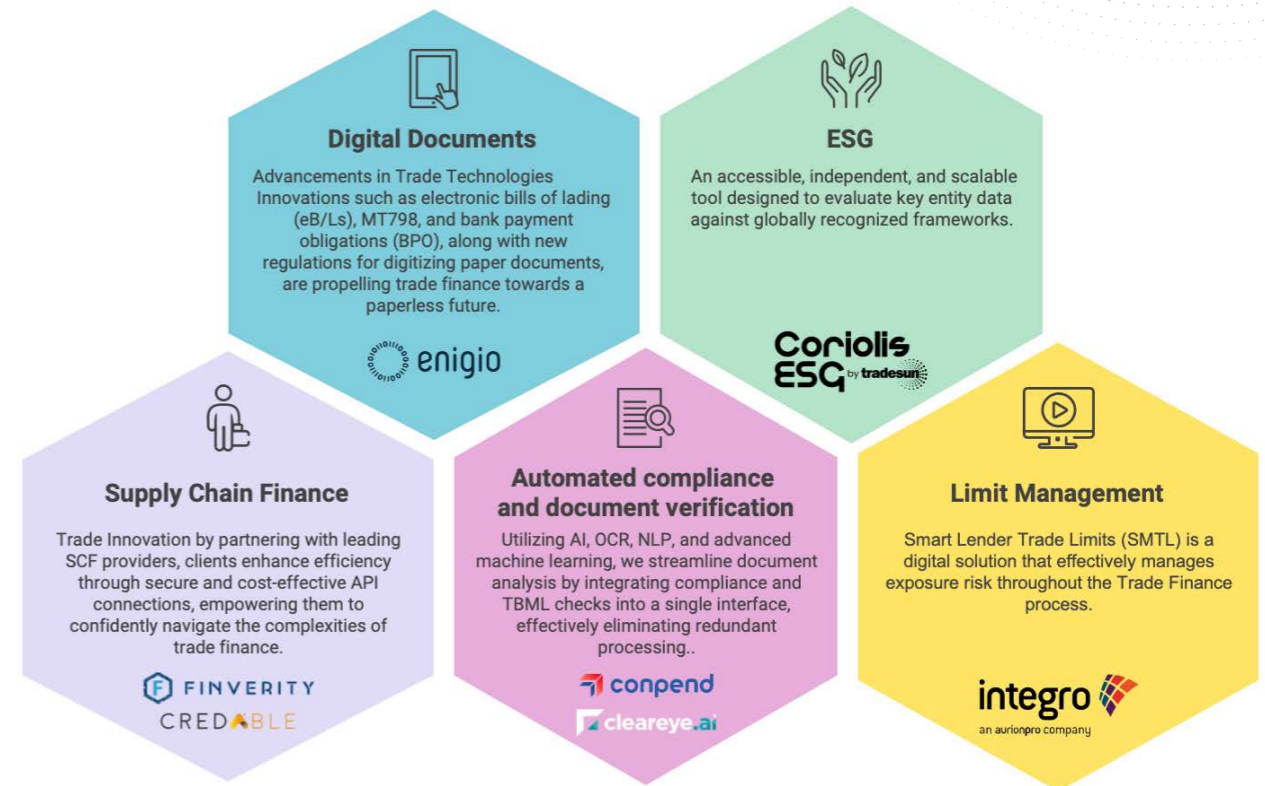 Digital Documents
Advancements in Trade Technologies
Innovations such as electronic bills of lading
(eB/Ls), MT798, and bank payment
obligations (BPO), along with new
regulations for digitizing paper documents,
are propelling trade finance towards a
paperless future.
enigio
ESG
An accessible, independent, and scalable
tool designed to evaluate key entity data
against globally recognized frameworks.
Coriolis
ESG by tradesun
Supply Chain Finance
Trade Innovation by partnering with leading
SCF providers, clients enhance efficiency
through secure and cost-effective API
connections, empowering them to
confidently navigate the complexities of
trade finance.
FINVERITY
CREDABLE
Automated compliance
and document verification
Utilizing AI, OCR, NLP, and advanced
machine learning, we streamline document
analysis by integrating compliance and
TBML checks into a single interface,
effectively eliminating redundant
processing..
conpend
cleareye.ai
Limit Management
Smart Lender Trade Limits (SMTL) is a
digital solution that effectively manages
exposure risk throughout the Trade Finance
process.
integro
an aurionpro company